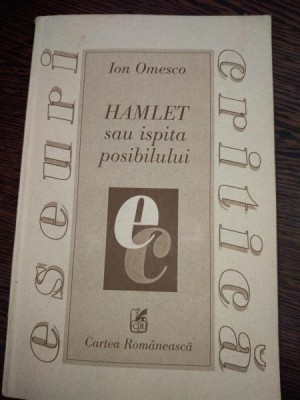 Ion Omesco
HAMLET
sau ispita
posibilului
ec
CR
Cartea Românească
eseuri
critică